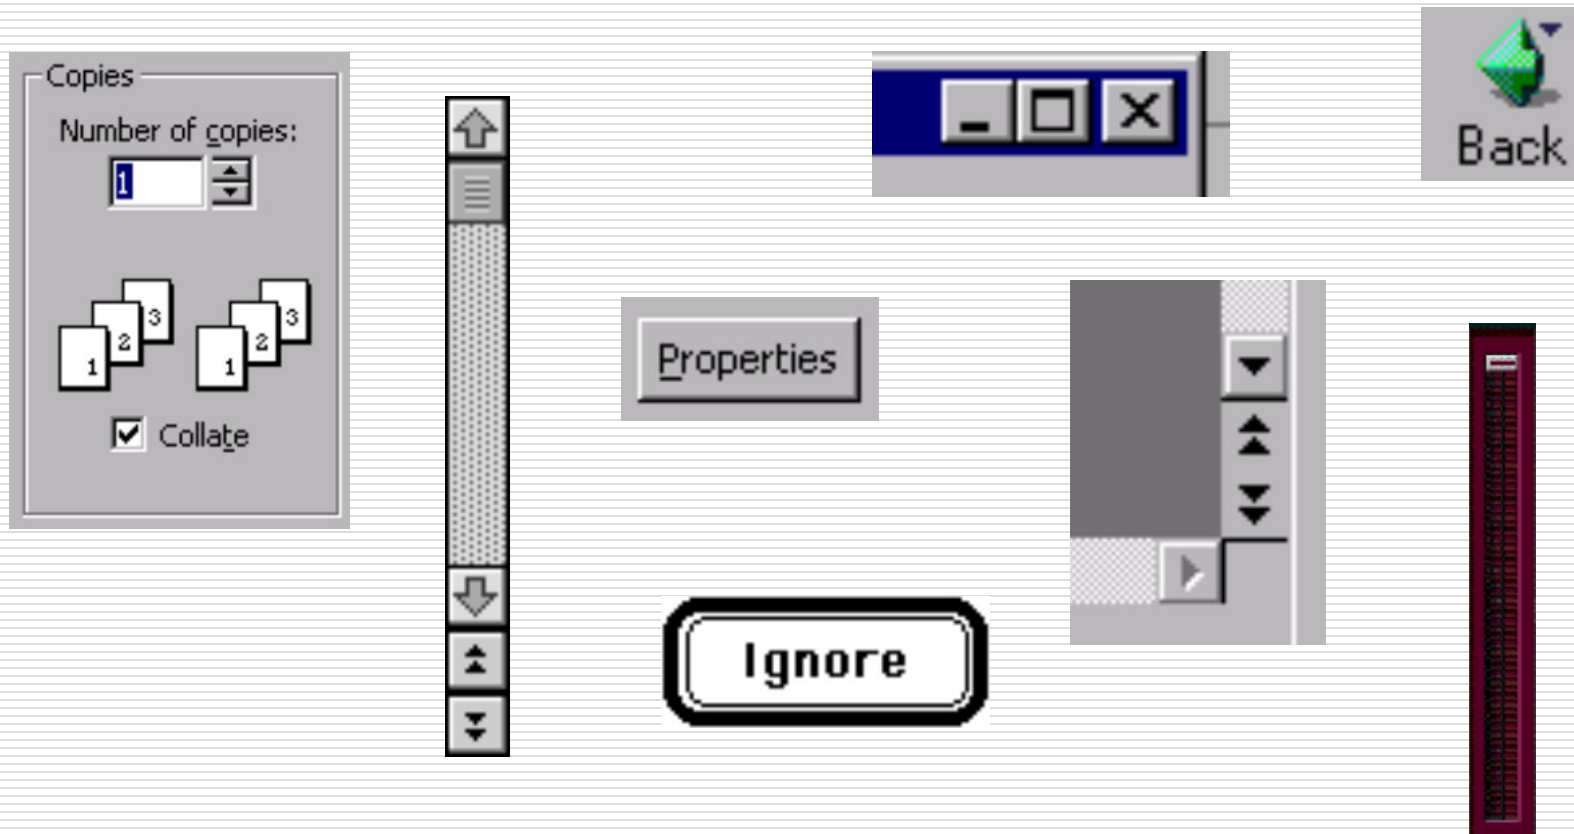 Copies
Number of copies:
1
1 2 3 1 2 3
Collate
Properties
Ignore
Back